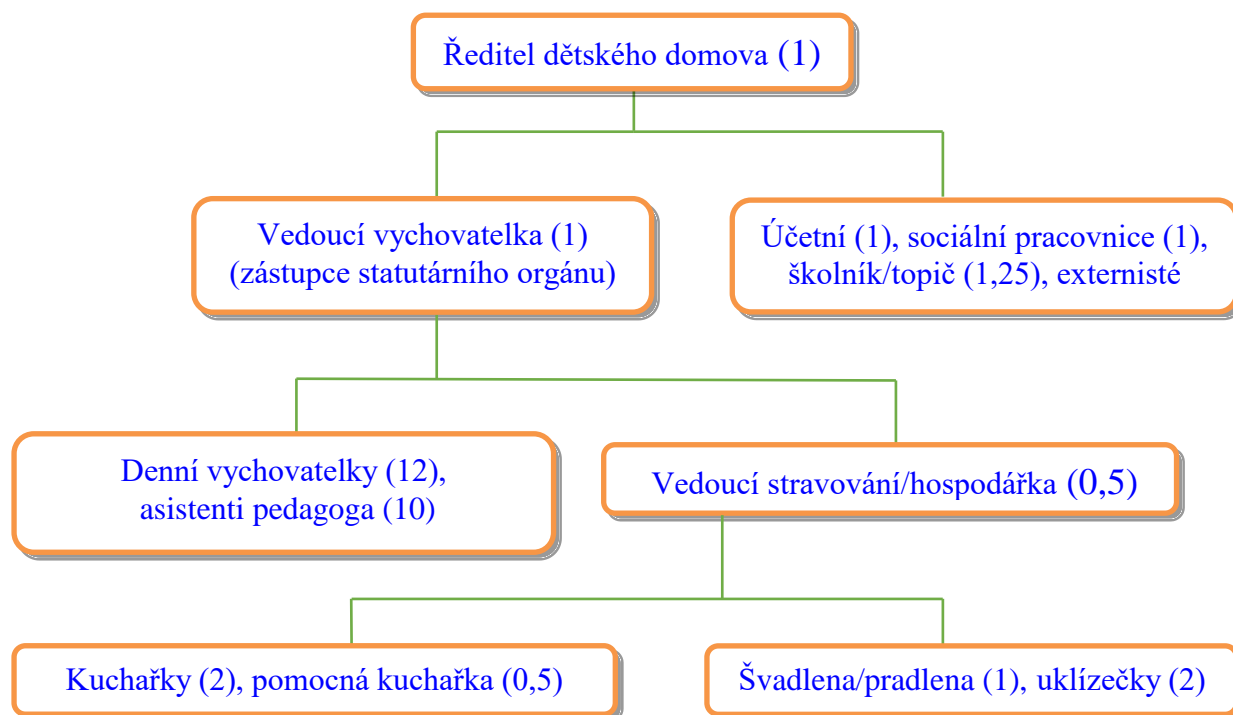 Ředitel dětského domova (1)
Vedoucí vychovatelka (1)
(zástupce statutárního orgánu)
Účetní (1), sociální pracovnice (1),
školník/topič (1,25), externisté
Denní vychovatelky (12),
asistenti pedagoga (10)
Vedoucí stravování/hospodářka (0,5)
Kuchařky (2), pomocná kuchařka (0,5)
Švadlena/pradlena (1), uklízečky (2)